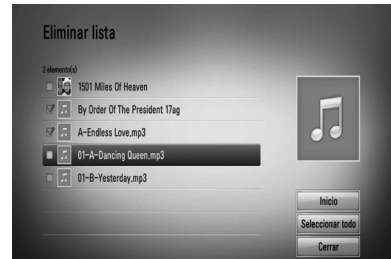 Eliminar lista
2 elemento(s)
1501 Miles Of Heaven
By Order Of The President 17ag
A-Endless Love,mp3
01-A-Dancing Queen,mp3
01-B-Yesterday.mp3
Inicio
Seleccionar todo
Cerrar